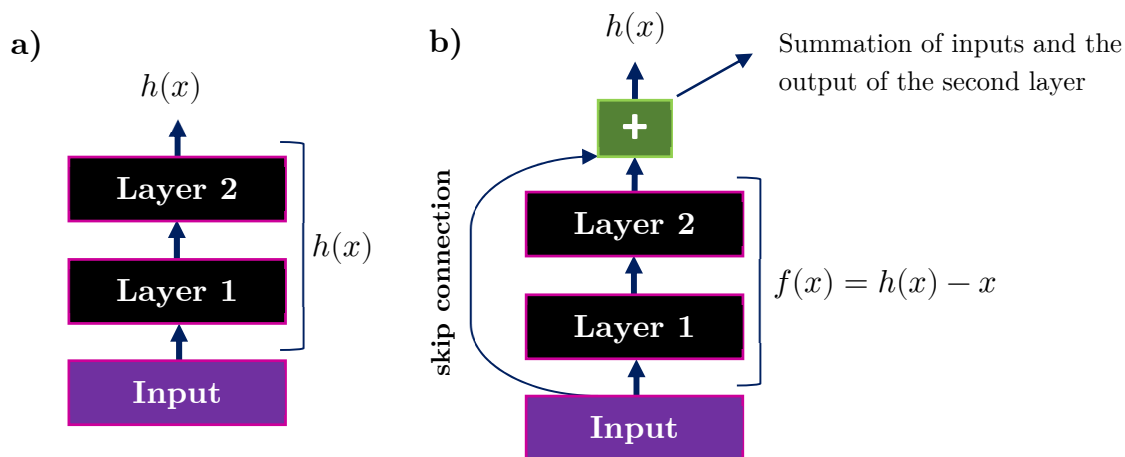 a)
h(x)
Layer 2
Layer 1
h(x)
Input
b)
h(x)
Summation of inputs and the
output of the second layer
+
skip connection
Layer 2
Layer 1
f(x) = h(x) − x
Input